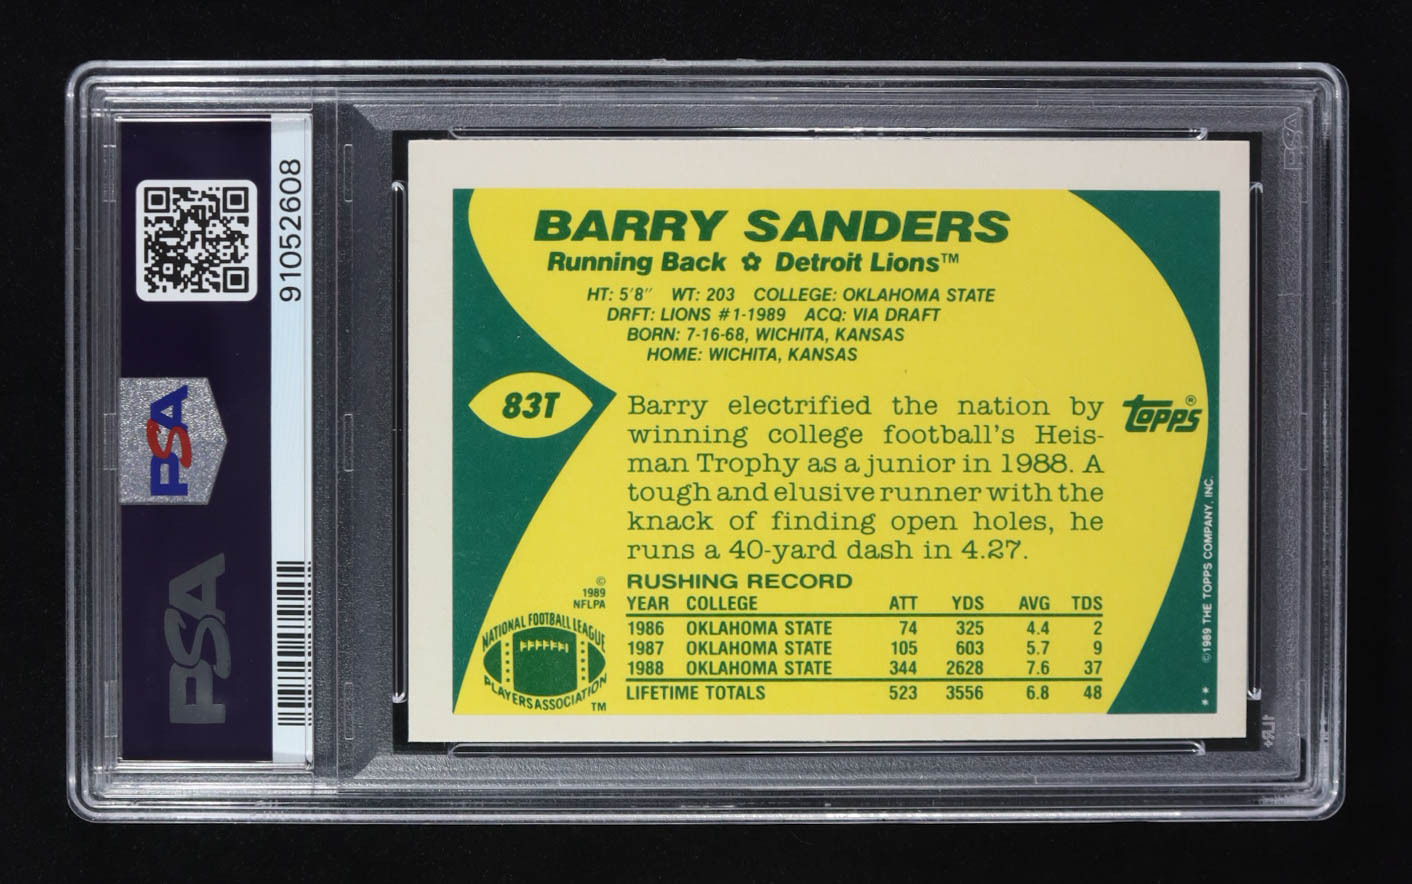 91052608
PSA
PSA
BARRY SANDERS
Running Back ✿ Detroit Lions™
HT: 5'8" WT: 203 COLLEGE: OKLAHOMA STATE
DRFT: LIONS #1-1989 ACQ: VIA DRAFT
BORN: 7-16-68, WICHITA, KANSAS
HOME: WICHITA, KANSAS
83T
Barry electrified the nation by
winning college football's Heis-
man Trophy as a junior in 1988. A
tough and elusive runner with the
knack of finding open holes, he
runs a 40-yard dash in 4.27.
TOPPS®
RUSHING RECORD
YEAR COLLEGE ATT YDS AVG TDS
1986 OKLAHOMA STATE 74 325 4.4 2
1987 OKLAHOMA STATE 105 603 5.7 9
1988 OKLAHOMA STATE 344 2628 7.6 37
LIFETIME TOTALS 523 3556 6.8 48
©
1989
NFLPA
NATIONAL FOOTBALL LEAGUE
PLAYERS ASSOCIATION
TM
©1989 THE TOPPS COMPANY, INC.
**
PSA